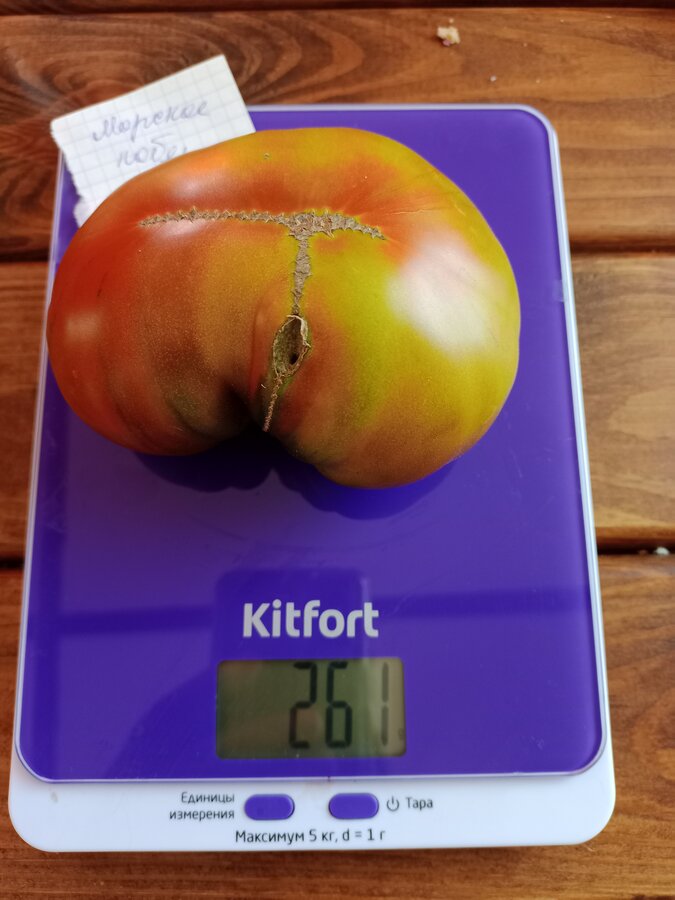 Морское
Kitfort
261
Единицы
измерения
Тара
Максимум 5 кг, d = 1 г